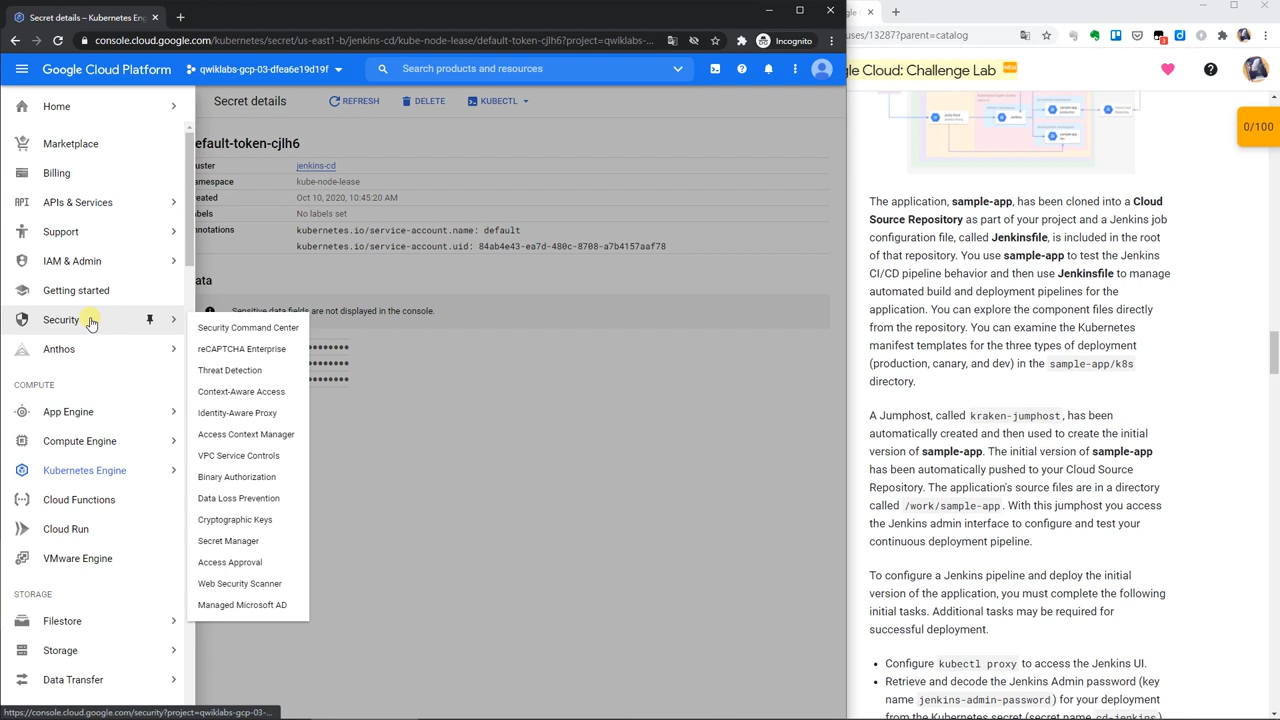 Secret details – Kubernetes Eng
console.cloud.google.com/kubernetes/secret/us-east1-b/jenkins-cd/kube-node-lease/default-token-cjlh6?project=qwiklabs-...
Incognito
Google Cloud Platform
qwiklabs-gcp-03-dfea6e19d19f
Search products and resources
Home
Marketplace
Billing
API
APIs & Services
Support
IAM & Admin
Getting started
Security
Anthos
COMPUTE
App Engine
Compute Engine
Kubernetes Engine
Cloud Functions
Cloud Run
VMware Engine
STORAGE
Filestore
Storage
Data Transfer
https://console.cloud.google.com/security?project=qwiklabs-gcp-03-...
Security Command Center
reCAPTCHA Enterprise
Threat Detection
Context-Aware Access
Identity-Aware Proxy
Access Context Manager
VPC Service Controls
Binary Authorization
Data Loss Prevention
Cryptographic Keys
Secret Manager
Access Approval
Web Security Scanner
Managed Microsoft AD
Secret details
REFRESH
DELETE
KUBECTL
efault-token-cjlh6
uster
jenkins-cd
mespace
kube-node-lease
eated
Oct 10, 2020, 10:45:20 AM
bels
No labels set
notations
kubernetes.io/service-account.name: default
kubernetes.io/service-account.uid: 84ab4e43-ea7d-480c-8708-a7b4157aaf78
ata
Sensitive data fields are not displayed in the console.
uses/13287?parent=catalog
gle Cloud: Challenge Lab
NEW
0/100
The application, sample-app, has been cloned into a Cloud
Source Repository as part of your project and a Jenkins job
configuration file, called Jenkinsfile, is included in the root
of that repository. You use sample-app to test the Jenkins
CI/CD pipeline behavior and then use Jenkinsfile to manage
automated build and deployment pipelines for the
application. You can explore the component files directly
from the repository. You can examine the Kubernetes
manifest templates for the three types of deployment
(production, canary, and dev) in the sample-app/k8s
directory.
A Jumphost, called kraken-jumphost, has been
automatically created and then used to create the initial
version of sample-app. The initial version of sample-app
has been automatically pushed to your Cloud Source
Repository. The application's source files are in a directory
called /work/sample-app. With this jumphost you access
the Jenkins admin interface to configure and test your
continuous deployment pipeline.
To configure a Jenkins pipeline and deploy the initial
version of the application, you must complete the following
initial tasks. Additional tasks may be required for
successful deployment.
• Configure kubectl proxy to access the Jenkins UI.
• Retrieve and decode the Jenkins Admin password (key
name jenkins-admin-password) for your deployment
from the Kubernetes secret (secret name cd-jenkins)